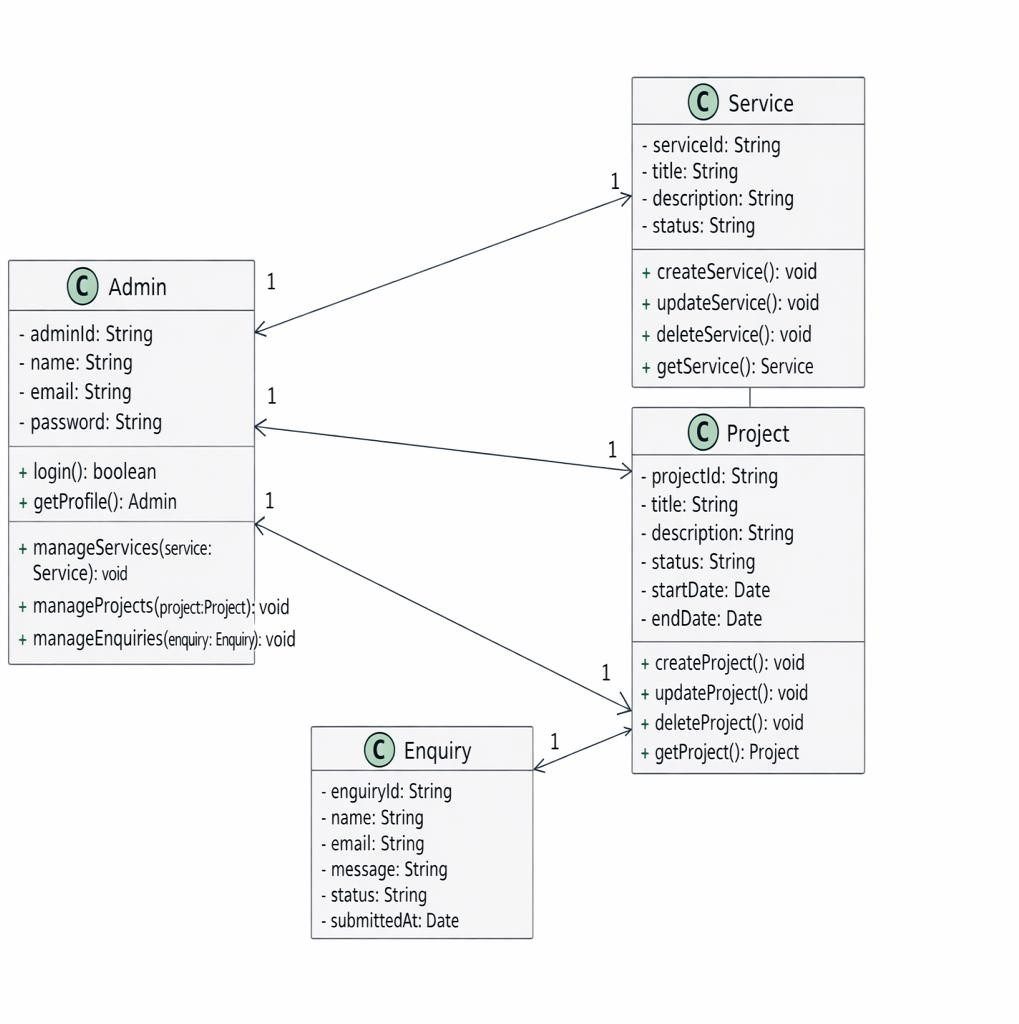 C Service
- serviceId: String
- title: String
- description: String
- status: String
+ createService(): void
+ updateService(): void
+ deleteService(): void
+ getService(): Service
1
1
C Admin
- adminId: String
- name: String
- email: String
- password: String
+ login(): boolean
+ getProfile(): Admin
+ manageServices(service:
Service): void
+ manageProjects(project:Project): void
+ manageEnquiries(enquiry: Enquiry): void
1
1
1
1
C Project
- projectId: String
- title: String
- description: String
- status: String
- startDate: Date
- endDate: Date
+ createProject(): void
+ updateProject(): void
+ deleteProject(): void
+ getProject(): Project
1
C Enquiry
- enguiryId: String
- name: String
- email: String
- message: String
- status: String
- submittedAt: Date